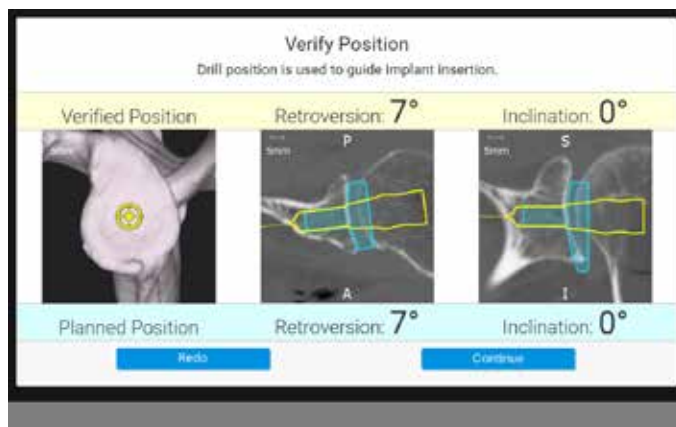 Verify Position
Drill position is used to guide implant insertion.
Verified Position Retroversion: 7° Inclination: 0°
5mm P 5mm S
A I
Planned Position Retroversion: 7° Inclination: 0°
Redo Continue